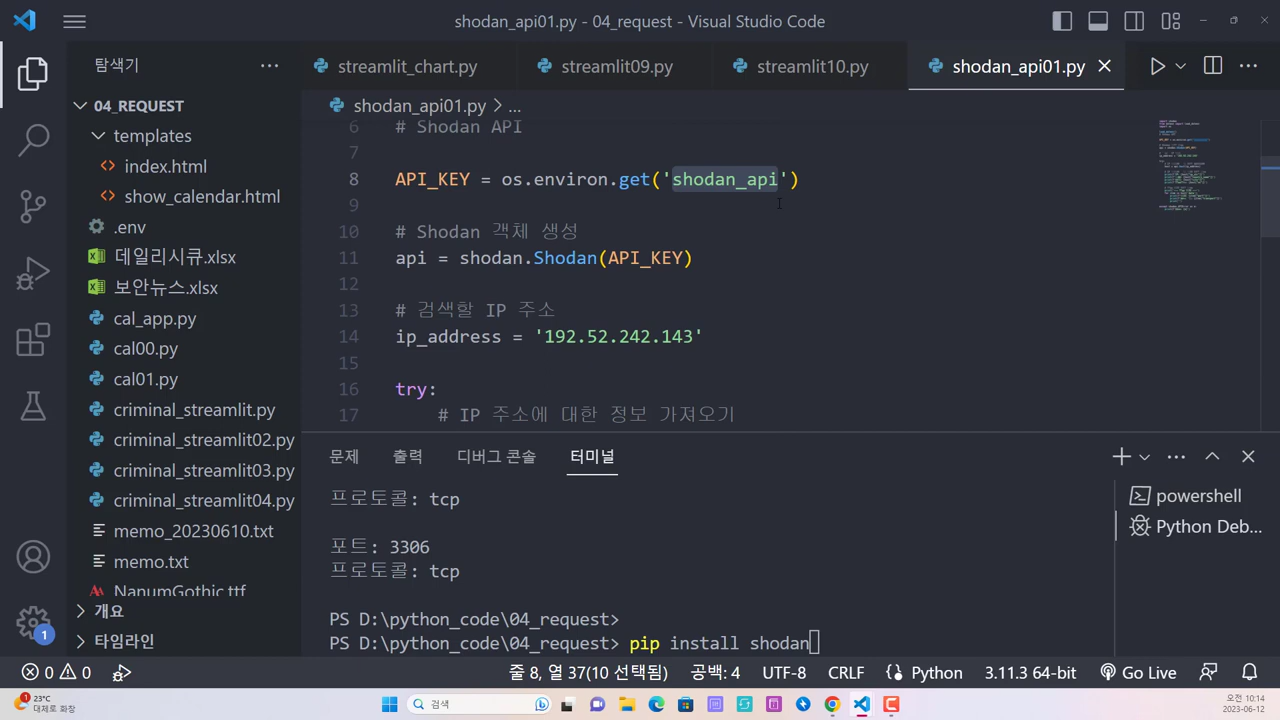 shodan_api01.py - 04_request - Visual Studio Code
탐색기
streamlit_chart.py
streamlit09.py
streamlit10.py
shodan_api01.py
04_REQUEST
templates
index.html
show_calendar.html
.env
데일리시큐.xlsx
보안뉴스.xlsx
cal_app.py
cal00.py
cal01.py
criminal_streamlit.py
criminal_streamlit02.py
criminal_streamlit03.py
criminal_streamlit04.py
memo_20230610.txt
memo.txt
NanumGothic.ttf
개요
타임라인
shodan_api01.py > ...
6 # Shodan API
7
8 API_KEY = os.environ.get('shodan_api')
9
10 # Shodan 객체 생성
11 api = shodan.Shodan(API_KEY)
12
13 # 검색할 IP 주소
14 ip_address = '192.52.242.143'
15
16 try:
17 # IP 주소에 대한 정보 가져오기
문제 출력 디버그 콘솔 터미널
프로토콜: tcp
포트: 3306
프로토콜: tcp
PS D:\python_code\04_request>
PS D:\python_code\04_request> pip install shodan
powershell
Python Deb...
1
0 0
줄 8, 열 37(10 선택됨) 공백: 4 UTF-8 CRLF Python 3.11.3 64-bit Go Live
1
23°C
대체로 화창
검색
오전 10:14
2023-06-12